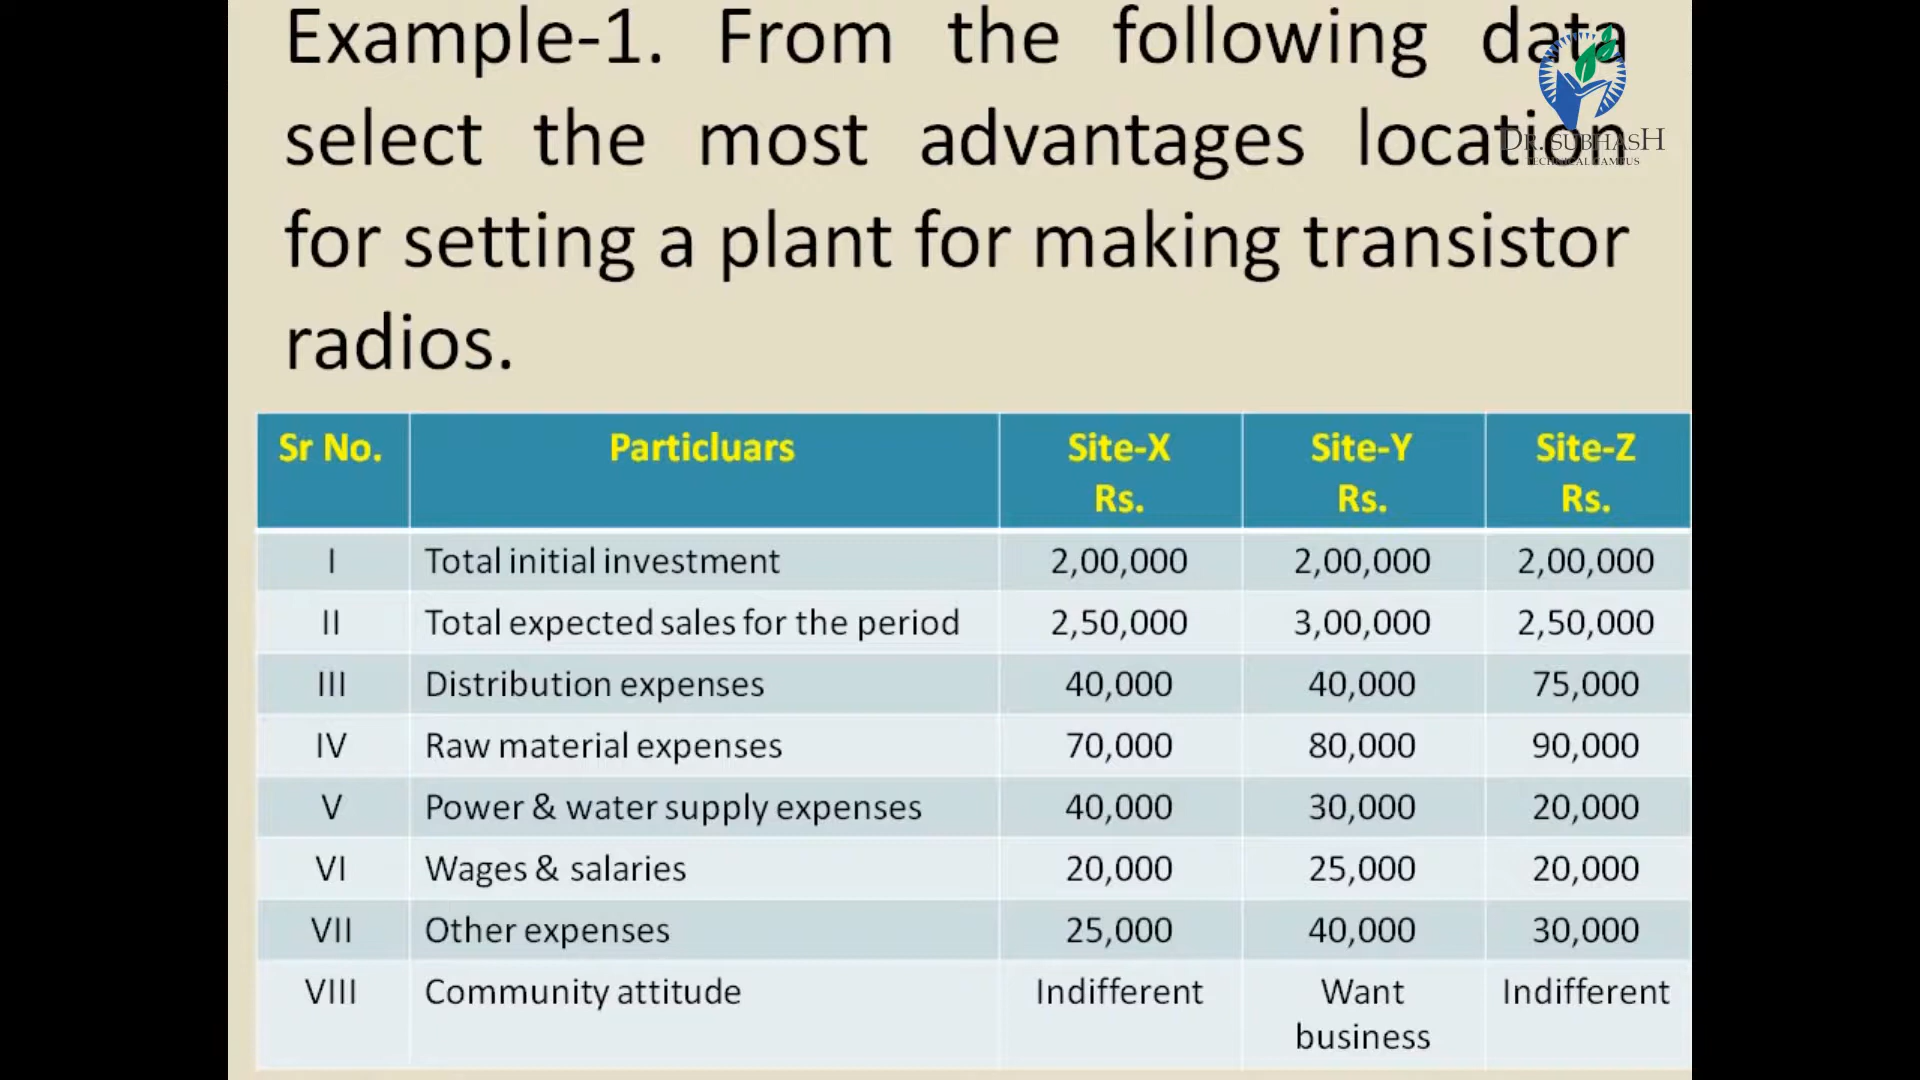 Example-1. From the following data
select the most advantages location
for setting a plant for making transistor
radios.
DR. SUBHASH
TECHNICAL CAMPUS
Sr No. Particluars Site-X Rs. Site-Y Rs. Site-Z Rs.
I Total initial investment 2,00,000 2,00,000 2,00,000
II Total expected sales for the period 2,50,000 3,00,000 2,50,000
III Distribution expenses 40,000 40,000 75,000
IV Raw material expenses 70,000 80,000 90,000
V Power & water supply expenses 40,000 30,000 20,000
VI Wages & salaries 20,000 25,000 20,000
VII Other expenses 25,000 40,000 30,000
VIII Community attitude Indifferent Want business Indifferent